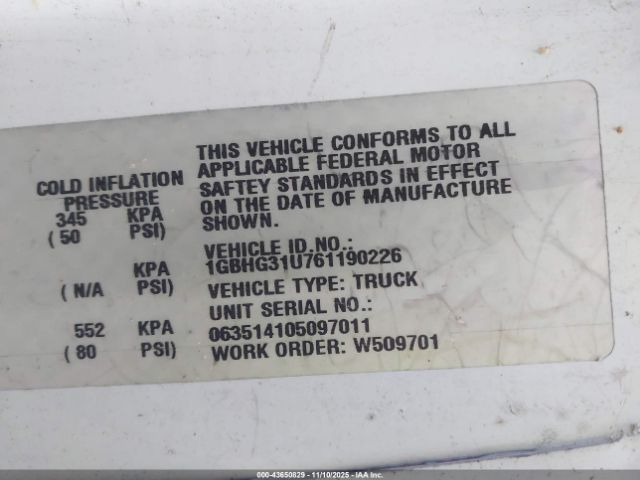 COLD INFLATION
PRESSURE
345 KPA
( 50 PSI)
KPA
( N/A PSI)
552 KPA
( 80 PSI)
THIS VEHICLE CONFORMS TO ALL
APPLICABLE FEDERAL MOTOR
SAFTEY STANDARDS IN EFFECT
ON THE DATE OF MANUFACTURE
SHOWN.
VEHICLE ID.NO.:
1GBHG31U761190226
VEHICLE TYPE: TRUCK
UNIT SERIAL NO.:
063514105097011
WORK ORDER: W509701
000-43650829 - 11/10/2025 - IAAI